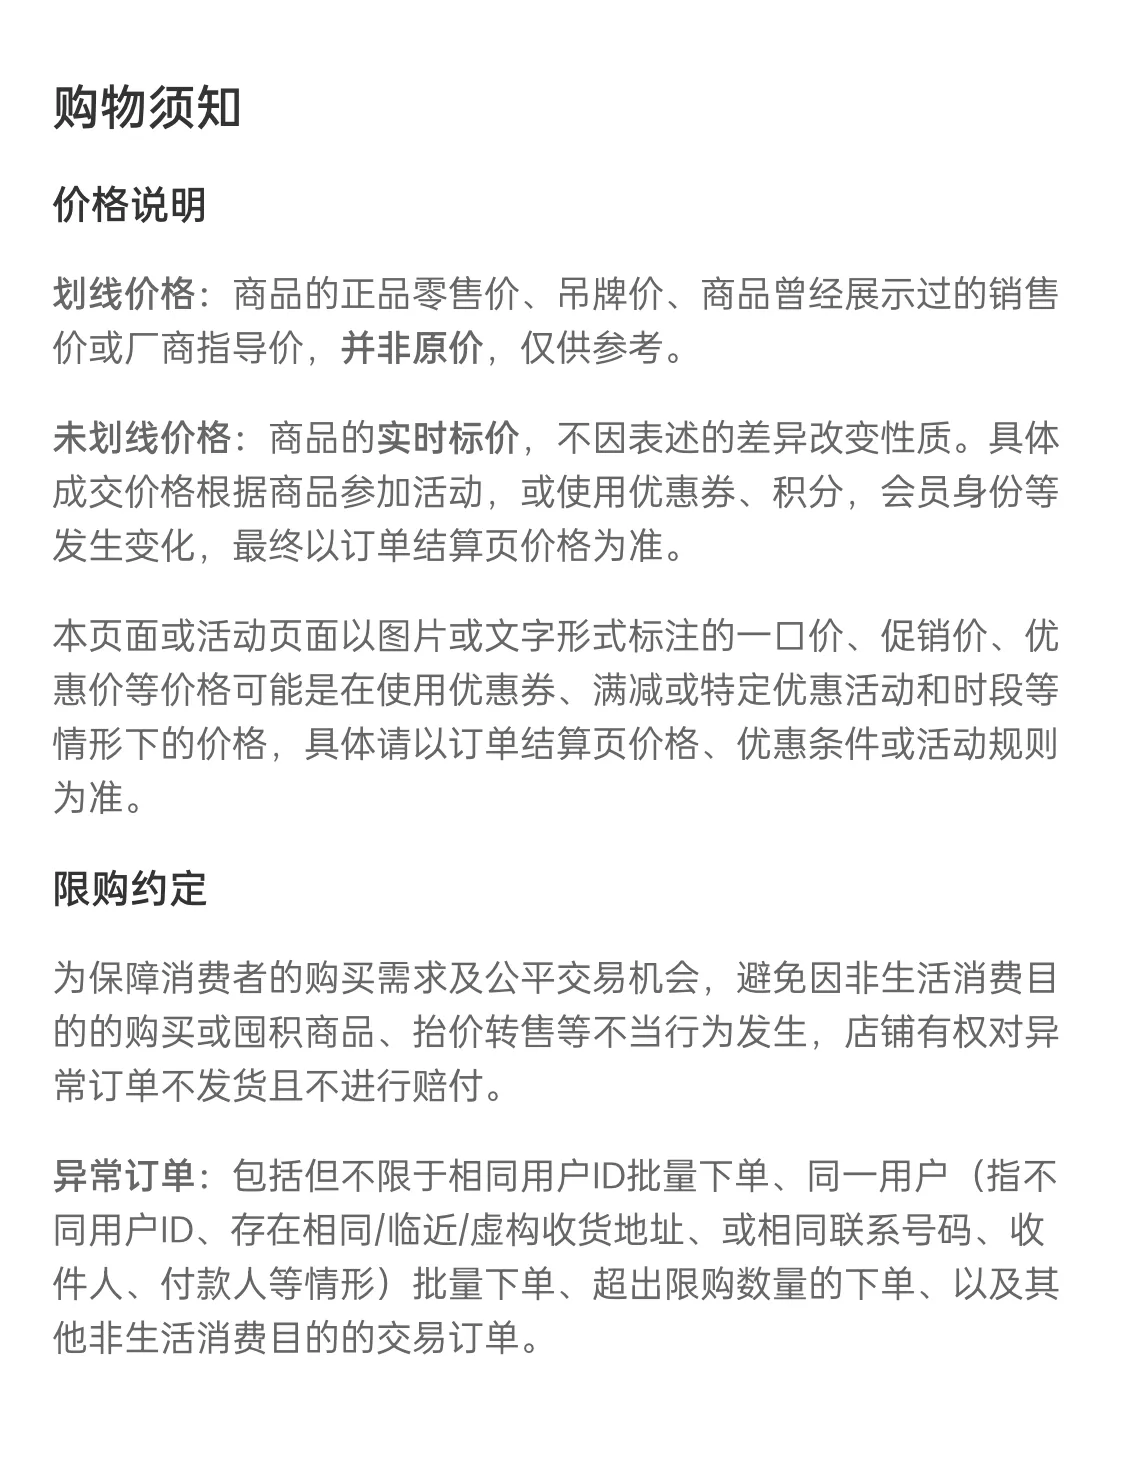 购物须知
价格说明
划线价格：商品的正品零售价、吊牌价、商品曾经展示过的销售
价或厂商指导价，并非原价，仅供参考。
未划线价格：商品的实时标价，不因表述的差异改变性质。具体
成交价格根据商品参加活动，或使用优惠券、积分，会员身份等
发生变化，最终以订单结算页价格为准。
本页面或活动页面以图片或文字形式标注的一口价、促销价、优
惠价等价格可能是在使用优惠券、满减或特定优惠活动和时段等
情形下的价格，具体请以订单结算页价格、优惠条件或活动规则
为准。
限购约定
为保障消费者的购买需求及公平交易机会，避免因非生活消费目
的的购买或囤积商品、抬价转售等不当行为发生，店铺有权对异
常订单不发货且不进行赔付。
异常订单：包括但不限于相同用户ID批量下单、同一用户（指不
同用户ID、存在相同/临近/虚构收货地址、或相同联系号码、收
件人、付款人等情形）批量下单、超出限购数量的下单、以及其
他非生活消费目的的交易订单。